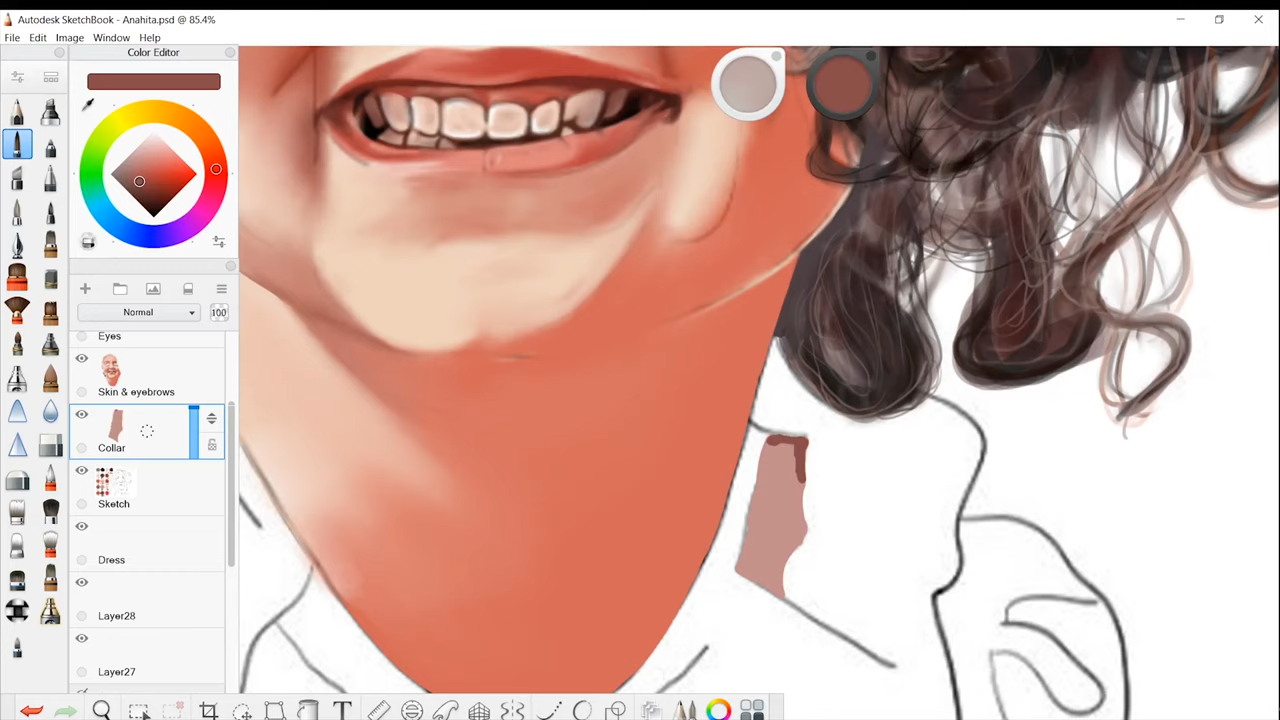 Autodesk SketchBook - Anahita.psd @ 85.4%
File Edit Image Window Help
Color Editor
Normal 100
Eyes
Skin & eyebrows
Collar
Sketch
Dress
Layer28
Layer27
T